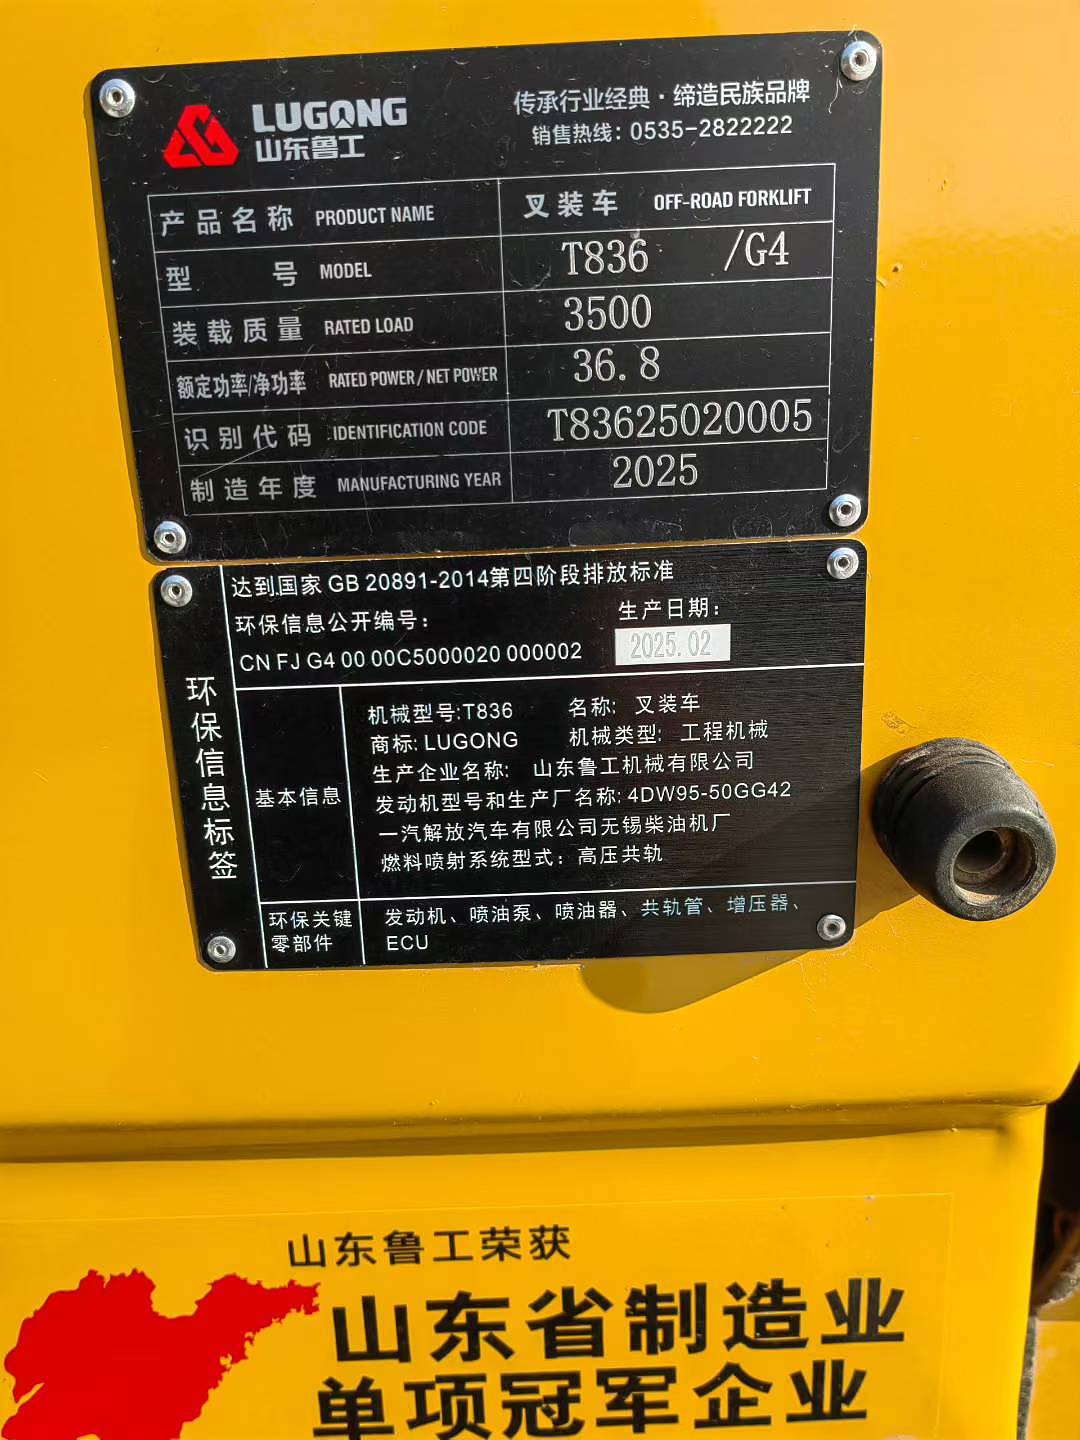 LUGONG
山东鲁工
传承行业经典·缔造民族品牌
销售热线: 0535-2822222
产品名称 PRODUCT NAME 叉装车 OFF-ROAD FORKLIFT
型号 MODEL T836 /G4
装载质量 RATED LOAD 3500
额定功率/净功率 RATED POWER/NET POWER 36.8
识别代码 IDENTIFICATION CODE T83625020005
制造年度 MANUFACTURING YEAR 2025
环保信息标签
达到国家 GB 20891-2014第四阶段排放标准
环保信息公开编号: 生产日期:
CN FJ G4 00 00C5000020 000002 2025.02
基本信息
机械型号:T836 名称: 叉装车
商标: LUGONG 机械类型: 工程机械
生产企业名称: 山东鲁工机械有限公司
发动机型号和生产厂名称: 4DW95-50GG42
一汽解放汽车有限公司无锡柴油机厂
燃料喷射系统型式: 高压共轨
环保关键
零部件
发动机、喷油泵、喷油器、共轨管、增压器、
ECU
山东鲁工荣获
山东省制造业
单项冠军企业